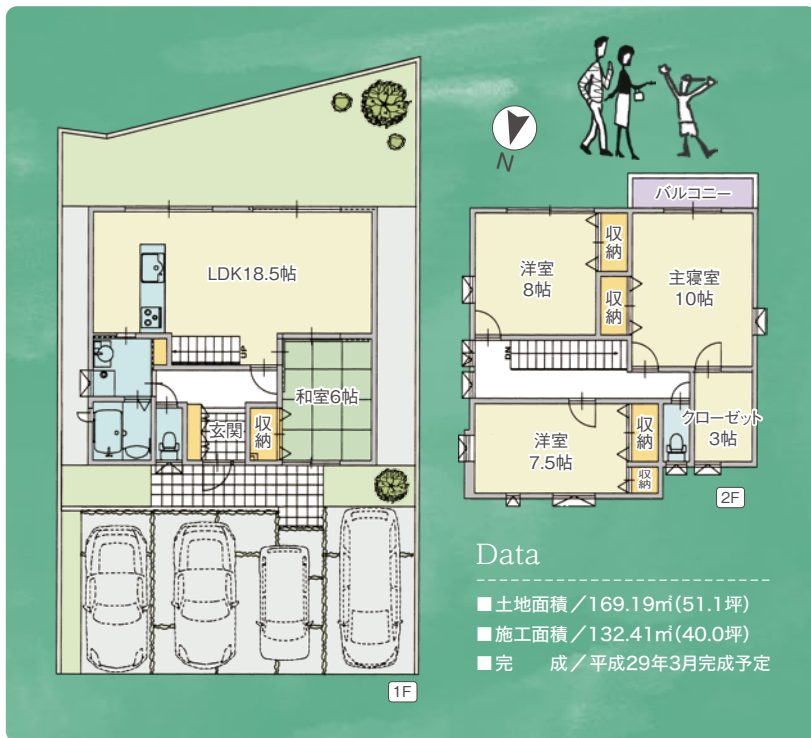 N
バルコニー
LDK18.5帖
UP
和室6帖
玄関
収納
1F
洋室
8帖
収納
収納
主寝室
10帖
DN
洋室
7.5帖
収納
収納
クローゼット
3帖
2F
Data
■土地面積／169.19㎡(51.1坪)
■施工面積／132.41㎡(40.0坪)
■完　　成／平成29年3月完成予定